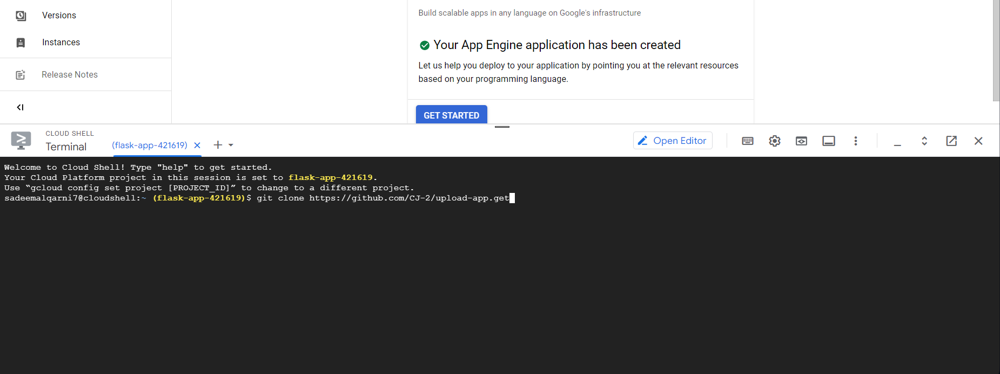 Versions
Instances
Release Notes
Build scalable apps in any language on Google's infrastructure
Your App Engine application has been created
Let us help you deploy to your application by pointing you at the relevant resources
based on your programming language.
GET STARTED
CLOUD SHELL
Terminal
(flask-app-421619)
Open Editor
Welcome to Cloud Shell! Type "help" to get started.
Your Cloud Platform project in this session is set to flask-app-421619.
Use “gcloud config set project [PROJECT_ID]” to change to a different project.
sadeemalqarni7@cloudshell:~ (flask-app-421619)$ git clone https://github.com/CJ-2/upload-app.get